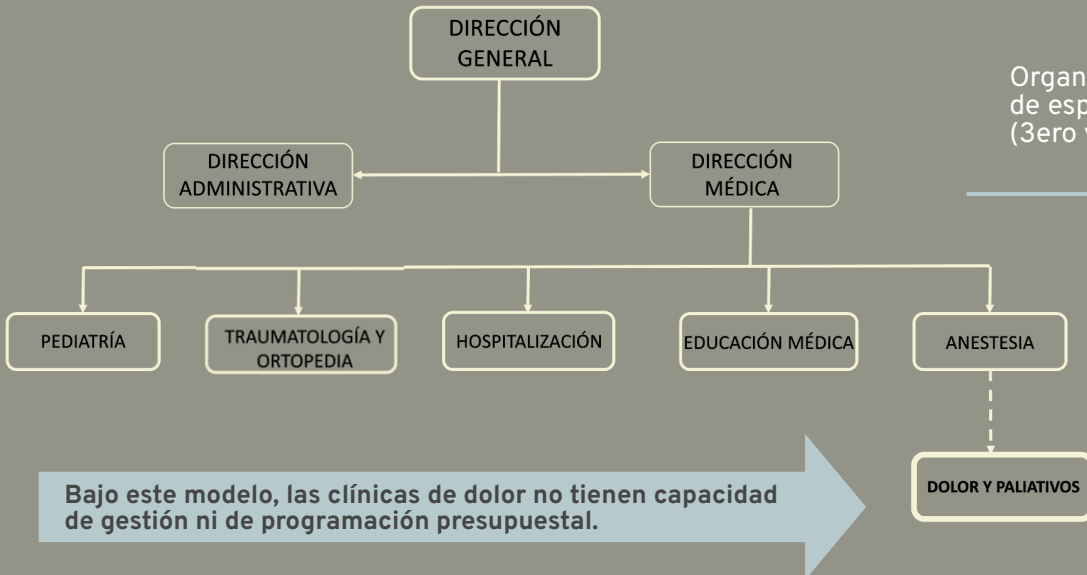 DIRECCIÓN
GENERAL
de esp
(3ero
DIRECCIÓN
ADMINISTRATIVA
DIRECCIÓN
MÉDICA
PEDIATRÍA
TRAUMATOLOGÍA Y
ORTOPEDIA
HOSPITALIZACIÓN
EDUCACIÓN MÉDICA
ANESTESIA
DOLOR Y PALIATIVOS
Bajo este modelo, las clínicas de dolor no tienen capacidad
de gestión ni de programación presupuestal.